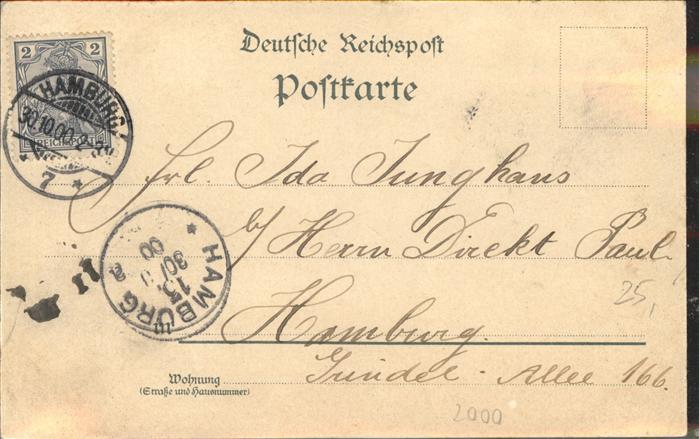 Deutsche Reichspost
Postkarte
2 2
REICHSPOST
HAMBURG
30.10.00
* 7 *
Frl. Ida Junghans
b/ Herrn Direkt Paul
HAMBURG
30/
00
Hamburg.
Grindel-Allee 166.
Wohnung
(Straße und Hausnummer)
25,
2000